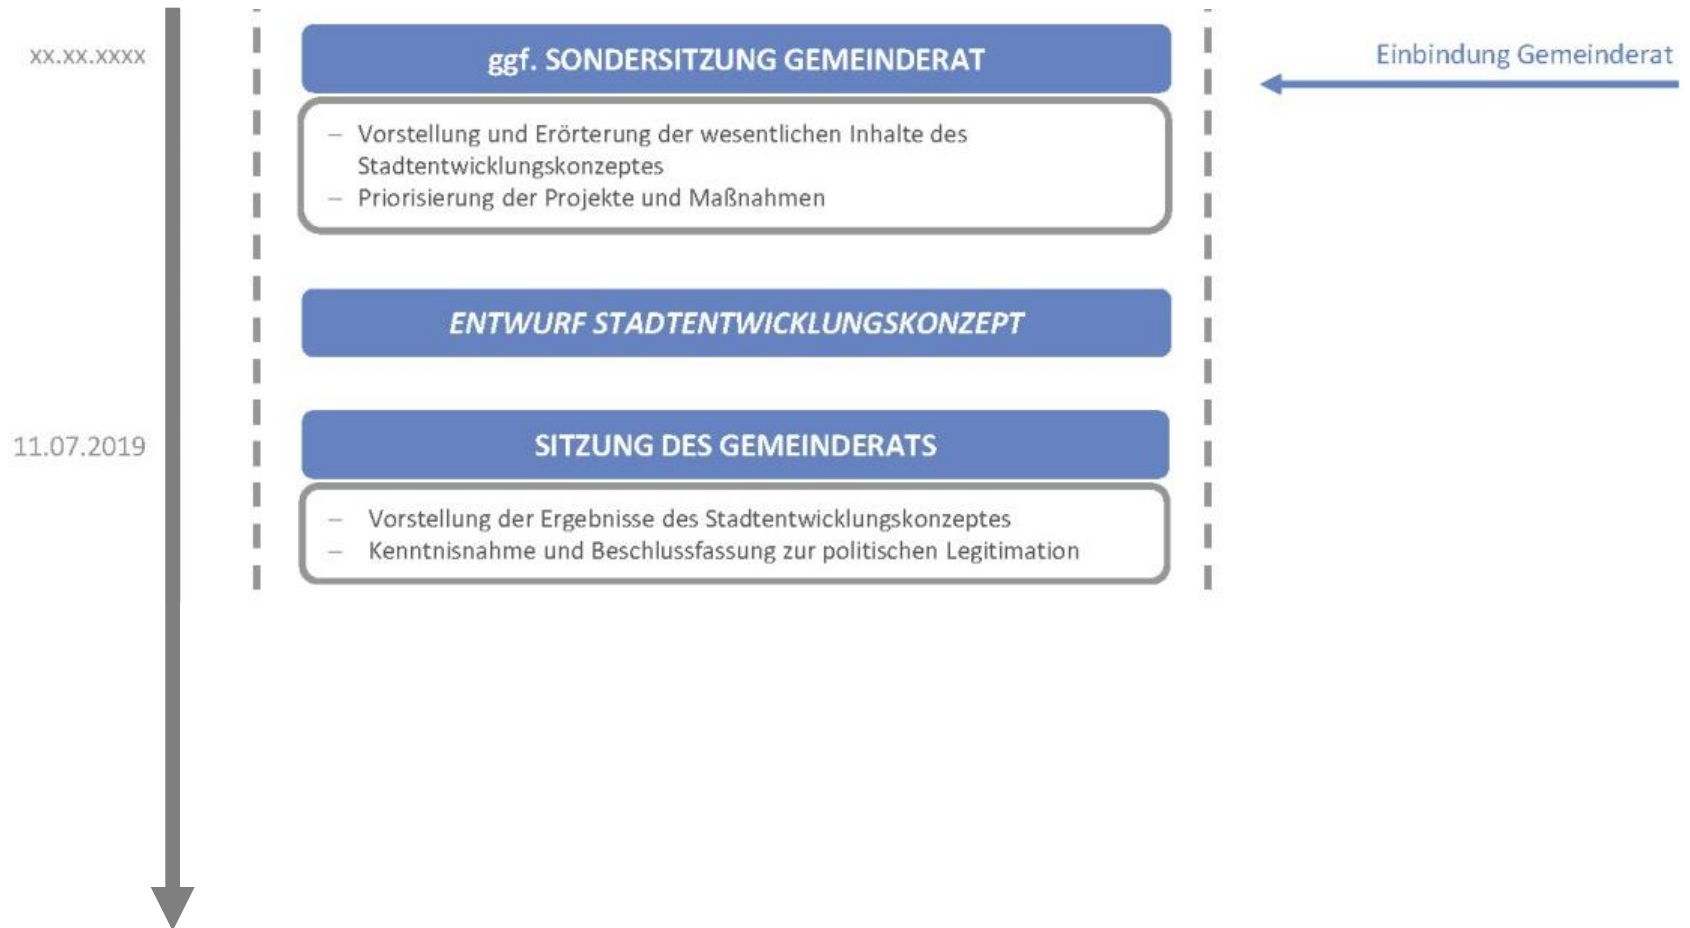 xx.xx.xxxx
ggf. SONDERSITZUNG GEMEINDERAT
Einbindung Gemeinderat
– Vorstellung und Erörterung der wesentlichen Inhalte des
Stadtentwicklungskonzeptes
– Priorisierung der Projekte und Maßnahmen
ENTWURF STADTENTWICKLUNGSKONZEPT
11.07.2019
SITZUNG DES GEMEINDERATS
– Vorstellung der Ergebnisse des Stadtentwicklungskonzeptes
– Kenntnisnahme und Beschlussfassung zur politischen Legitimation